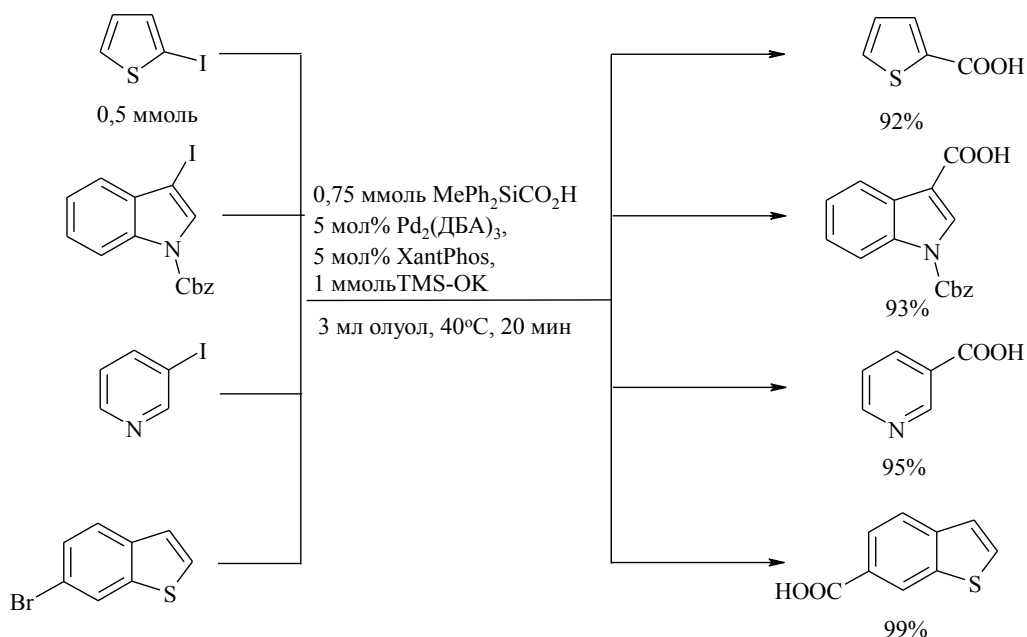 S
I
0,5 ммоль
S
COOH
92%
I
N
Cbz
0,75 ммоль MePh₂SiCO₂H
5 мол% Pd₂(ДБА)₃,
5 мол% XantPhos,
1 ммольTMS-OK
3 мл олуол, 40°C, 20 мин
COOH
N
Cbz
93%
I
N
COOH
N
95%
Br
S
HOOC
S
99%